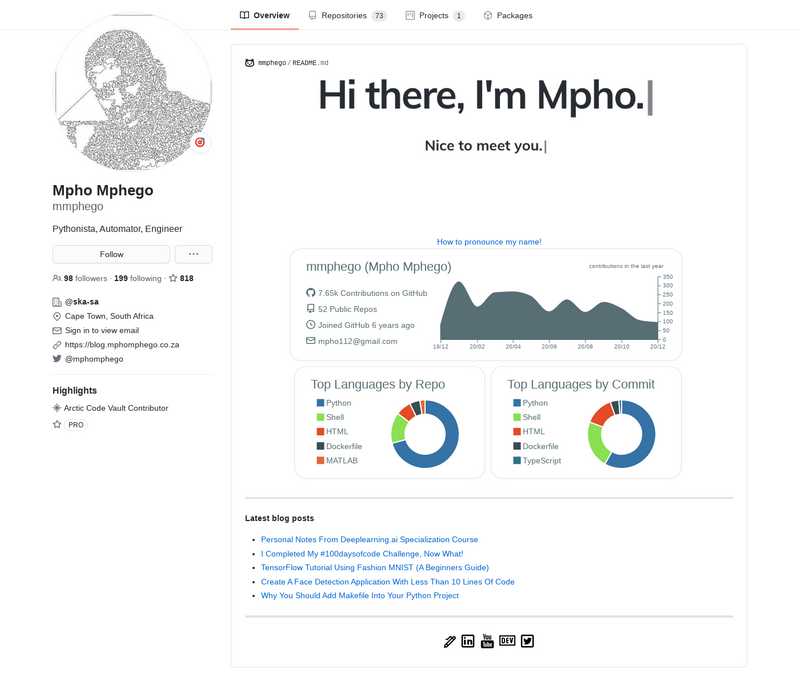 Overview
Repositories 73
Projects 1
Packages
Mpho Mphego
mmphego
Pythonista, Automator, Engineer
Follow
98 followers · 199 following · 818
@ska-sa
Cape Town, South Africa
Sign in to view email
https://blog.mphomphego.co.za
@mphomphego
Highlights
Arctic Code Vault Contributor
PRO
mmphego / README.md
Hi there, I'm Mpho.|
Nice to meet you.|
How to pronounce my name!
mmphego (Mpho Mphego)
7.65k Contributions on GitHub
52 Public Repos
Joined GitHub 6 years ago
mpho112@gmail.com
contributions in the last year
350
300
250
200
150
100
50
0
19/12 20/02 20/04 20/06 20/08 20/10 20/12
Top Languages by Repo
Python
Shell
HTML
Dockerfile
MATLAB
Top Languages by Commit
Python
Shell
HTML
Dockerfile
TypeScript
Latest blog posts
Personal Notes From Deeplearning.ai Specialization Course
I Completed My #100daysofcode Challenge, Now What!
TensorFlow Tutorial Using Fashion MNIST (A Beginners Guide)
Create A Face Detection Application With Less Than 10 Lines Of Code
Why You Should Add Makefile Into Your Python Project
in You Tube DEV